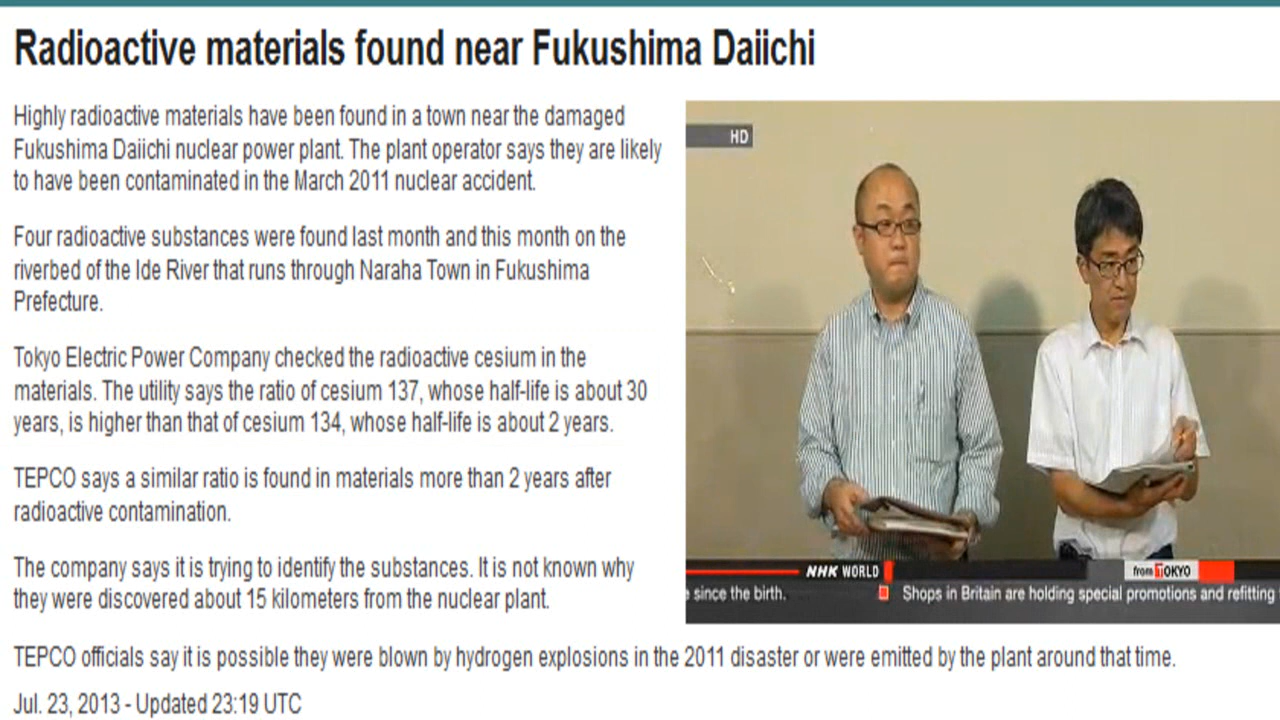 Radioactive materials found near Fukushima Daiichi
Highly radioactive materials have been found in a town near the damaged
Fukushima Daiichi nuclear power plant. The plant operator says they are likely
to have been contaminated in the March 2011 nuclear accident.
Four radioactive substances were found last month and this month on the
riverbed of the Ide River that runs through Naraha Town in Fukushima
Prefecture.
Tokyo Electric Power Company checked the radioactive cesium in the
materials. The utility says the ratio of cesium 137, whose half-life is about 30
years, is higher than that of cesium 134, whose half-life is about 2 years.
TEPCO says a similar ratio is found in materials more than 2 years after
radioactive contamination.
The company says it is trying to identify the substances. It is not known why
they were discovered about 15 kilometers from the nuclear plant.
HD
NHK WORLD
from TOKYO
since the birth.
Shops in Britain are holding special promotions and refitting
TEPCO officials say it is possible they were blown by hydrogen explosions in the 2011 disaster or were emitted by the plant around that time.
Jul. 23, 2013 - Updated 23:19 UTC